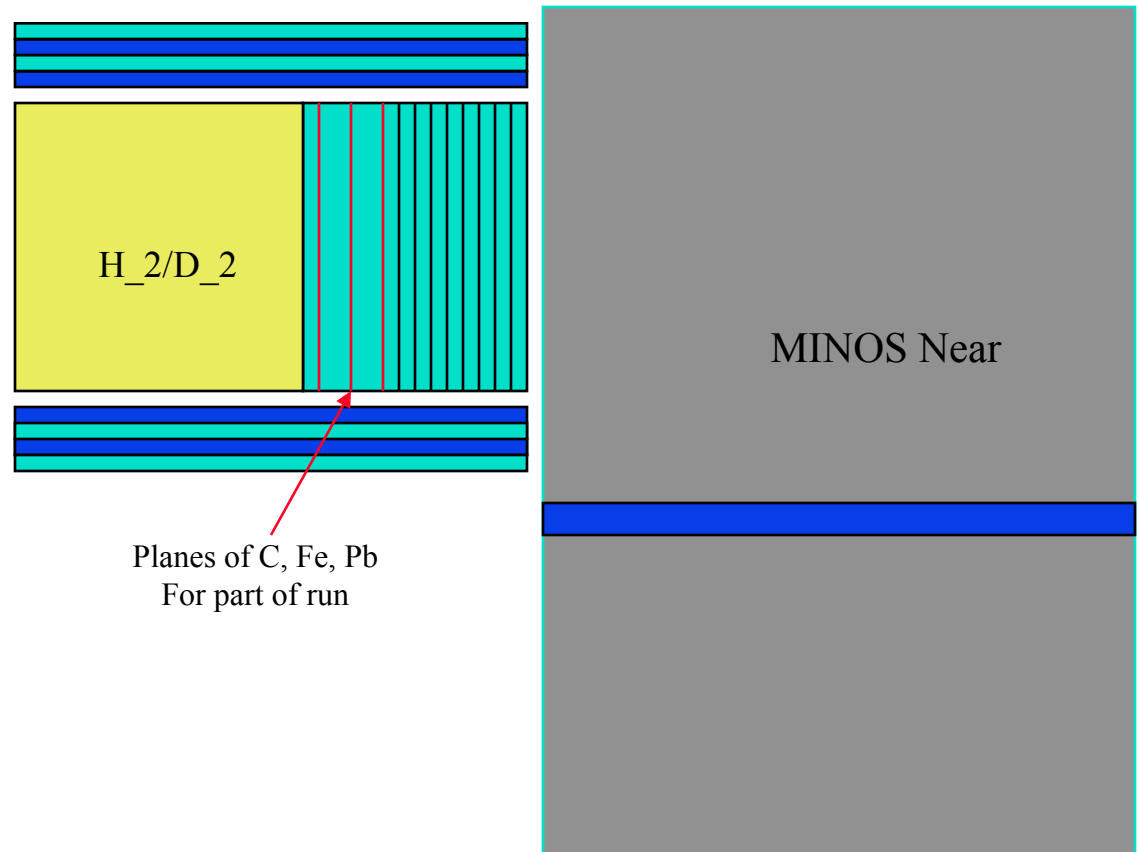 H_2/D_2
MINOS Near
Planes of C, Fe, Pb
For part of run